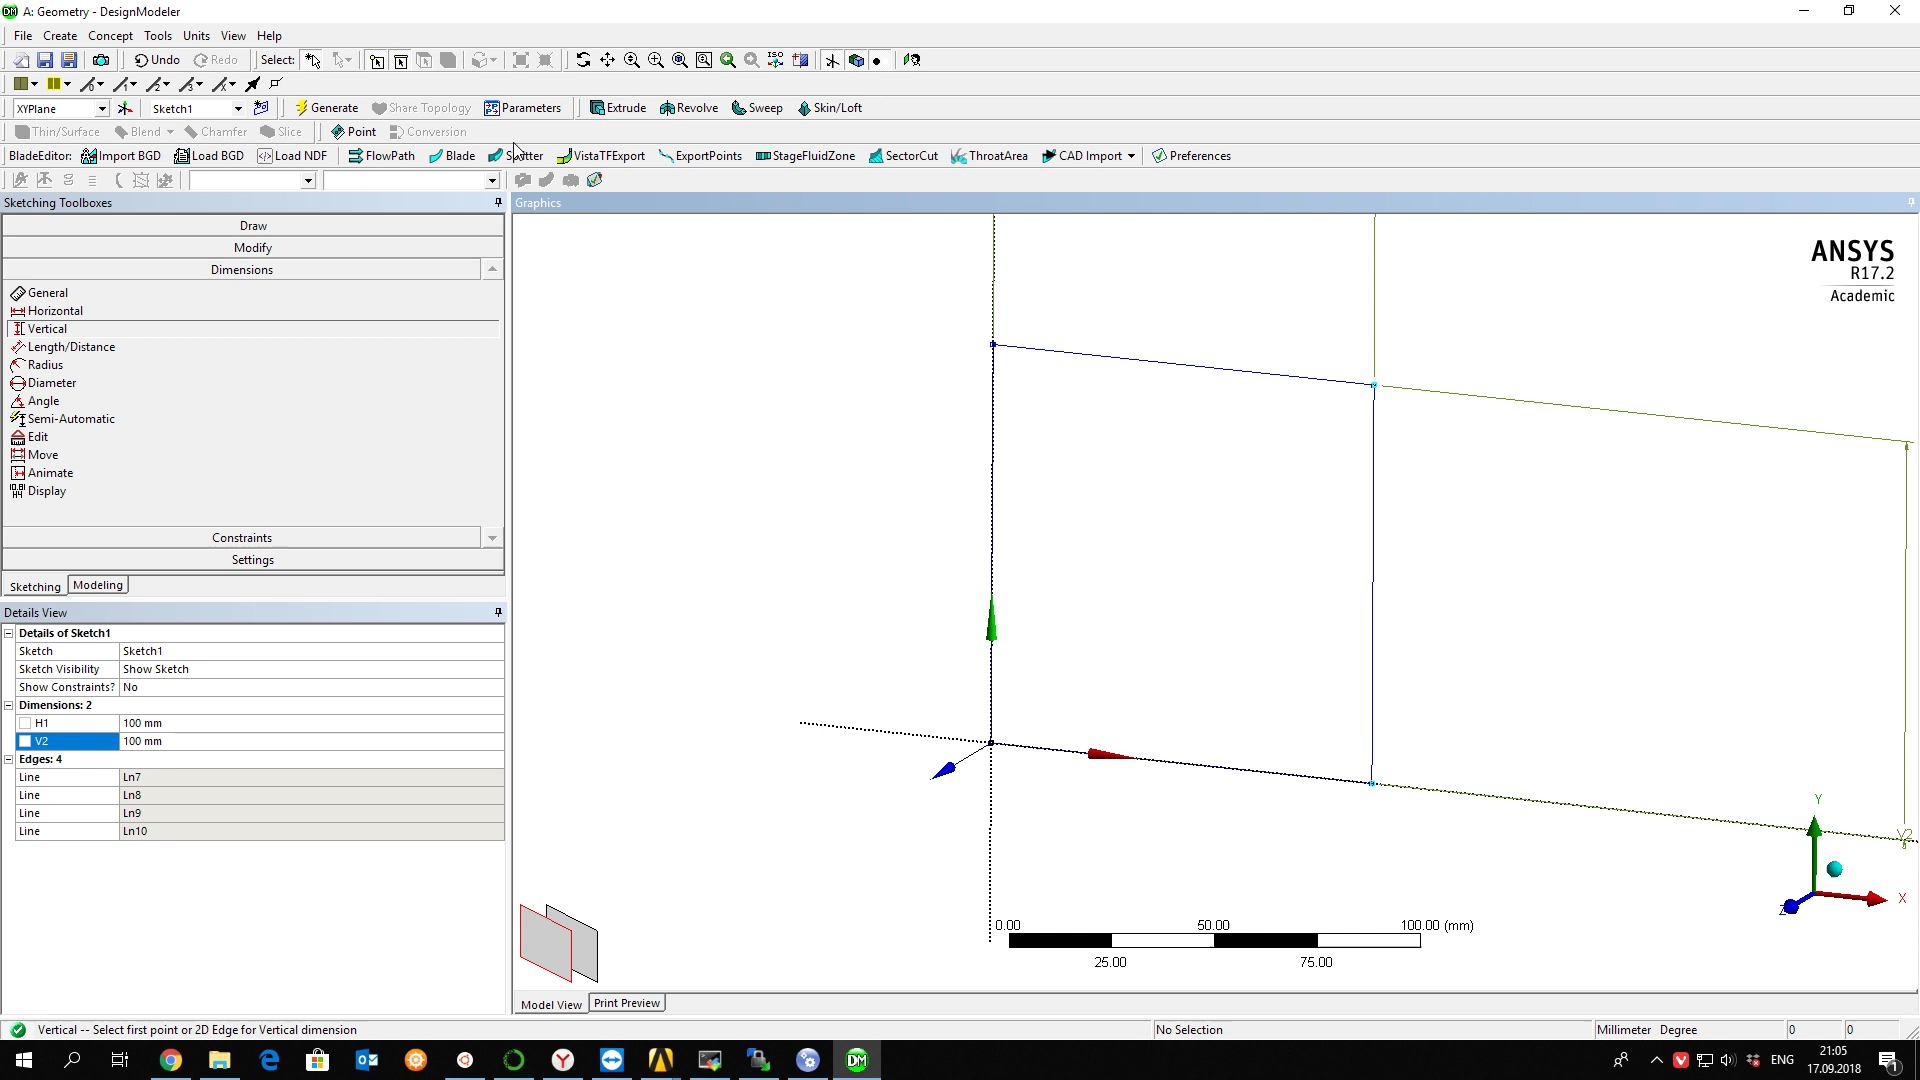 A: Geometry - DesignModeler
File Create Concept Tools Units View Help
Undo Redo Select: ISO
XYPlane Sketch1 Generate Share Topology Parameters Extrude Revolve Sweep Skin/Loft
Thin/Surface Blend Chamfer Slice Point Conversion
BladeEditor: Import BGD Load BGD Load NDF FlowPath Blade VistaTFExport ExportPoints StageFluidZone SectorCut ThroatArea CAD Import Preferences
Sketching Toolboxes
Draw
Modify
Dimensions
General
Horizontal
Vertical
Length/Distance
Radius
Diameter
Angle
Semi-Automatic
Edit
Move
Animate
Display
Constraints
Settings
Sketching Modeling
Details View
Details of Sketch1
Sketch Sketch1
Sketch Visibility Show Sketch
Show Constraints? No
Dimensions: 2
H1 100 mm
V2 100 mm
Edges: 4
Line Ln7
Line Ln8
Line Ln9
Line Ln10
Graphics
ANSYS
R17.2
Academic
V2
Y
X
Z
0.00 50.00 100.00 (mm)
25.00 75.00
Model View Print Preview
Vertical -- Select first point or 2D Edge for Vertical dimension No Selection Millimeter Degree 0 0
DM
ENG
21:05
17.09.2018
1